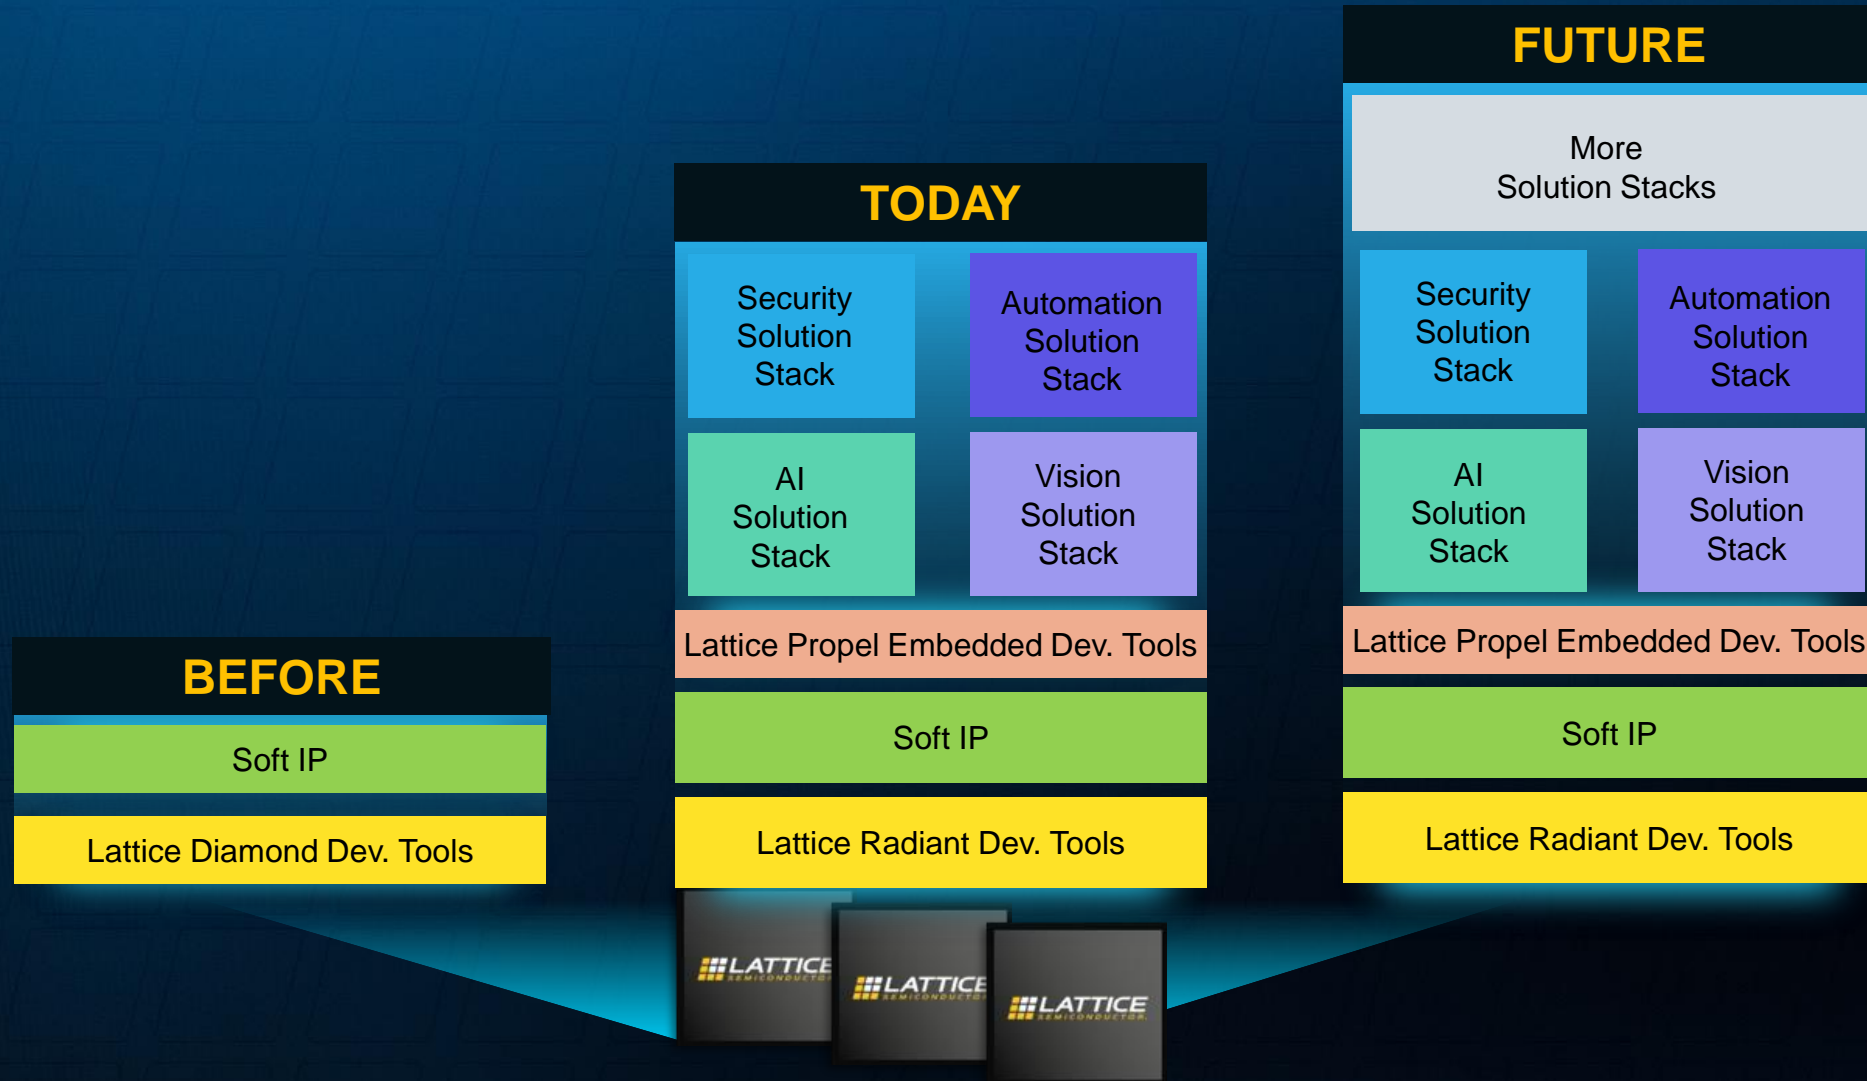 BEFORE
Soft IP
Lattice Diamond Dev. Tools
TODAY
Security
Solution
Stack
Automation
Solution
Stack
AI
Solution
Stack
Vision
Solution
Stack
Lattice Propel Embedded Dev. Tools
Soft IP
Lattice Radiant Dev. Tools
LATTICE
LATTICE
LATTICE
SEMICONDUCTOR.
FUTURE
More
Solution Stacks
Security
Solution
Stack
Automation
Solution
Stack
AI
Solution
Stack
Vision
Solution
Stack
Lattice Propel Embedded Dev. Tools
Soft IP
Lattice Radiant Dev. Tools